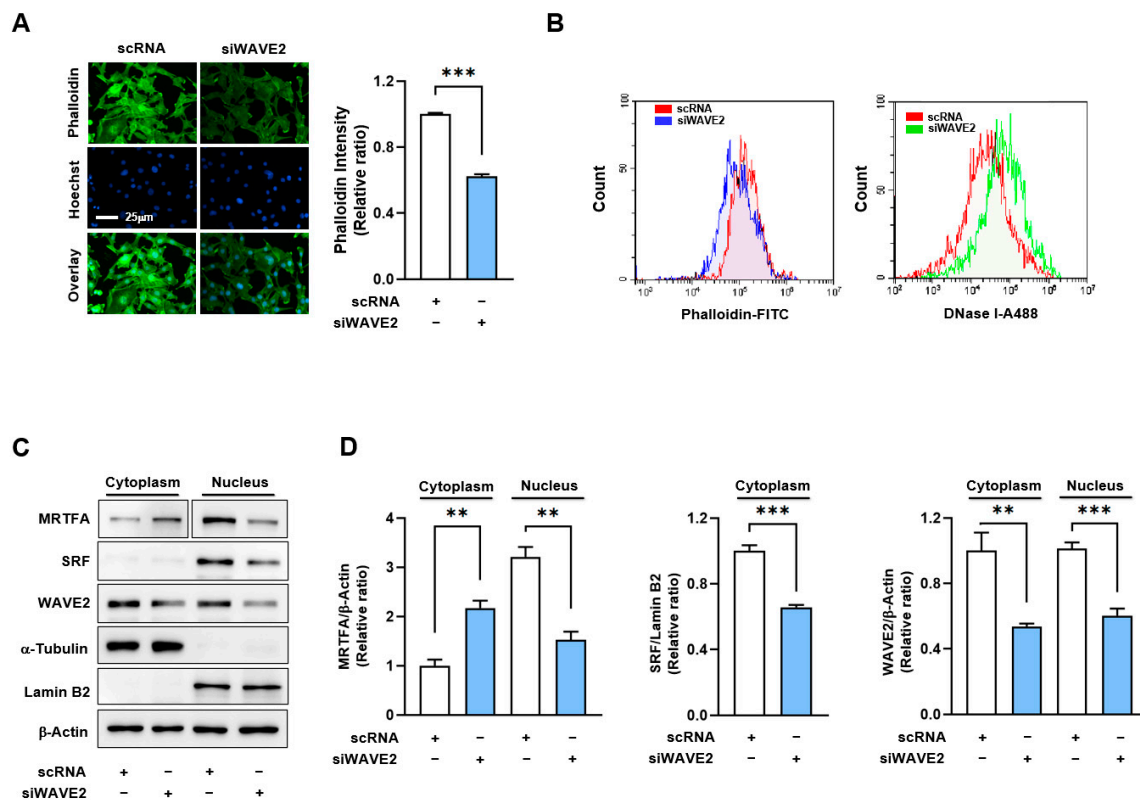 A
scRNA siWAVE2
Phalloidin
Hoechst
Overlay
25μm
***
Phalloidin Intensity
(Relative ratio)
1.2
0.8
0.4
0.0
scRNA + −
siWAVE2 − +
B
scRNA
siWAVE2
Count
100
50
0
10³ 10⁴ 10⁵ 10⁶ 10⁷
Phalloidin-FITC
scRNA
siWAVE2
Count
100
50
0
10² 10³ 10⁴ 10⁵ 10⁶ 10⁷
DNase I-A488
C
Cytoplasm Nucleus
MRTFA
SRF
WAVE2
α-Tubulin
Lamin B2
β-Actin
scRNA + − + −
siWAVE2 − + − +
D
Cytoplasm Nucleus
** **
MRTFA/β-Actin
(Relative ratio)
4
3
2
1
0
scRNA + − + −
siWAVE2 − + − +
Cytoplasm
***
SRF/Lamin B2
(Relative ratio)
1.2
0.8
0.4
0.0
+ −
− +
Cytoplasm Nucleus
** ***
WAVE2/β-Actin
(Relative ratio)
1.2
0.8
0.4
0.0
scRNA + − + −
siWAVE2 − + − +